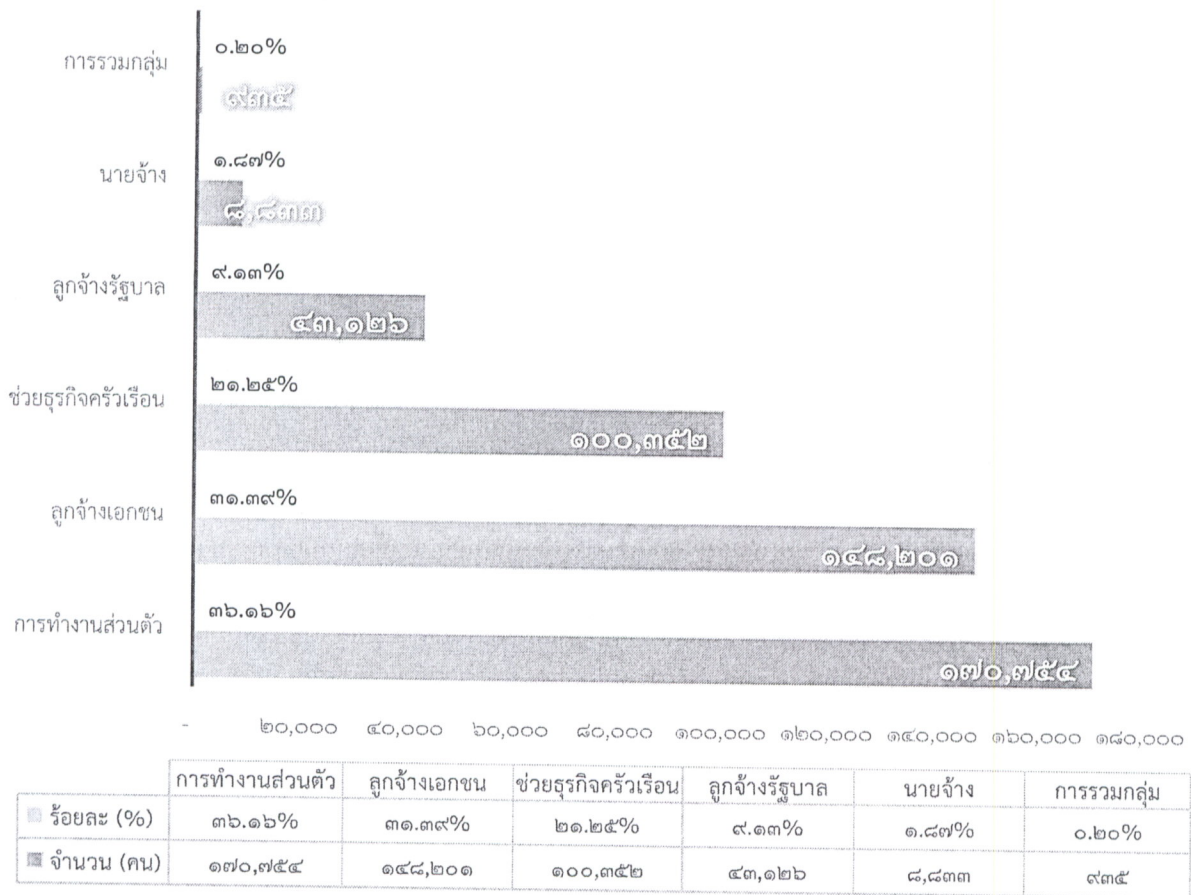 ๐.๒๐%
การรวมกลุ่ม
๙๓๕
๑.๘๗%
นายจ้าง
๘,๘๓๓
๙.๑๓%
ลูกจ้างรัฐบาล
๔๓,๑๒๖
๒๑.๒๕%
ช่วยธุรกิจครัวเรือน
๑๐๐,๓๕๒
๓๑.๓๙%
ลูกจ้างเอกชน
๑๔๘,๒๐๑
๓๖.๑๖%
การทำงานส่วนตัว
๑๗๐,๗๕๔
- ๒๐,๐๐๐ ๔๐,๐๐๐ ๖๐,๐๐๐ ๘๐,๐๐๐ ๑๐๐,๐๐๐ ๑๒๐,๐๐๐ ๑๔๐,๐๐๐ ๑๖๐,๐๐๐ ๑๘๐,๐๐๐
การทำงานส่วนตัว ลูกจ้างเอกชน ช่วยธุรกิจครัวเรือน ลูกจ้างรัฐบาล นายจ้าง การรวมกลุ่ม
ร้อยละ (%) ๓๖.๑๖% ๓๑.๓๙% ๒๑.๒๕% ๙.๑๓% ๑.๘๗% ๐.๒๐%
จำนวน (คน) ๑๗๐,๗๕๔ ๑๔๘,๒๐๑ ๑๐๐,๓๕๒ ๔๓,๑๒๖ ๘,๘๓๓ ๙๓๕